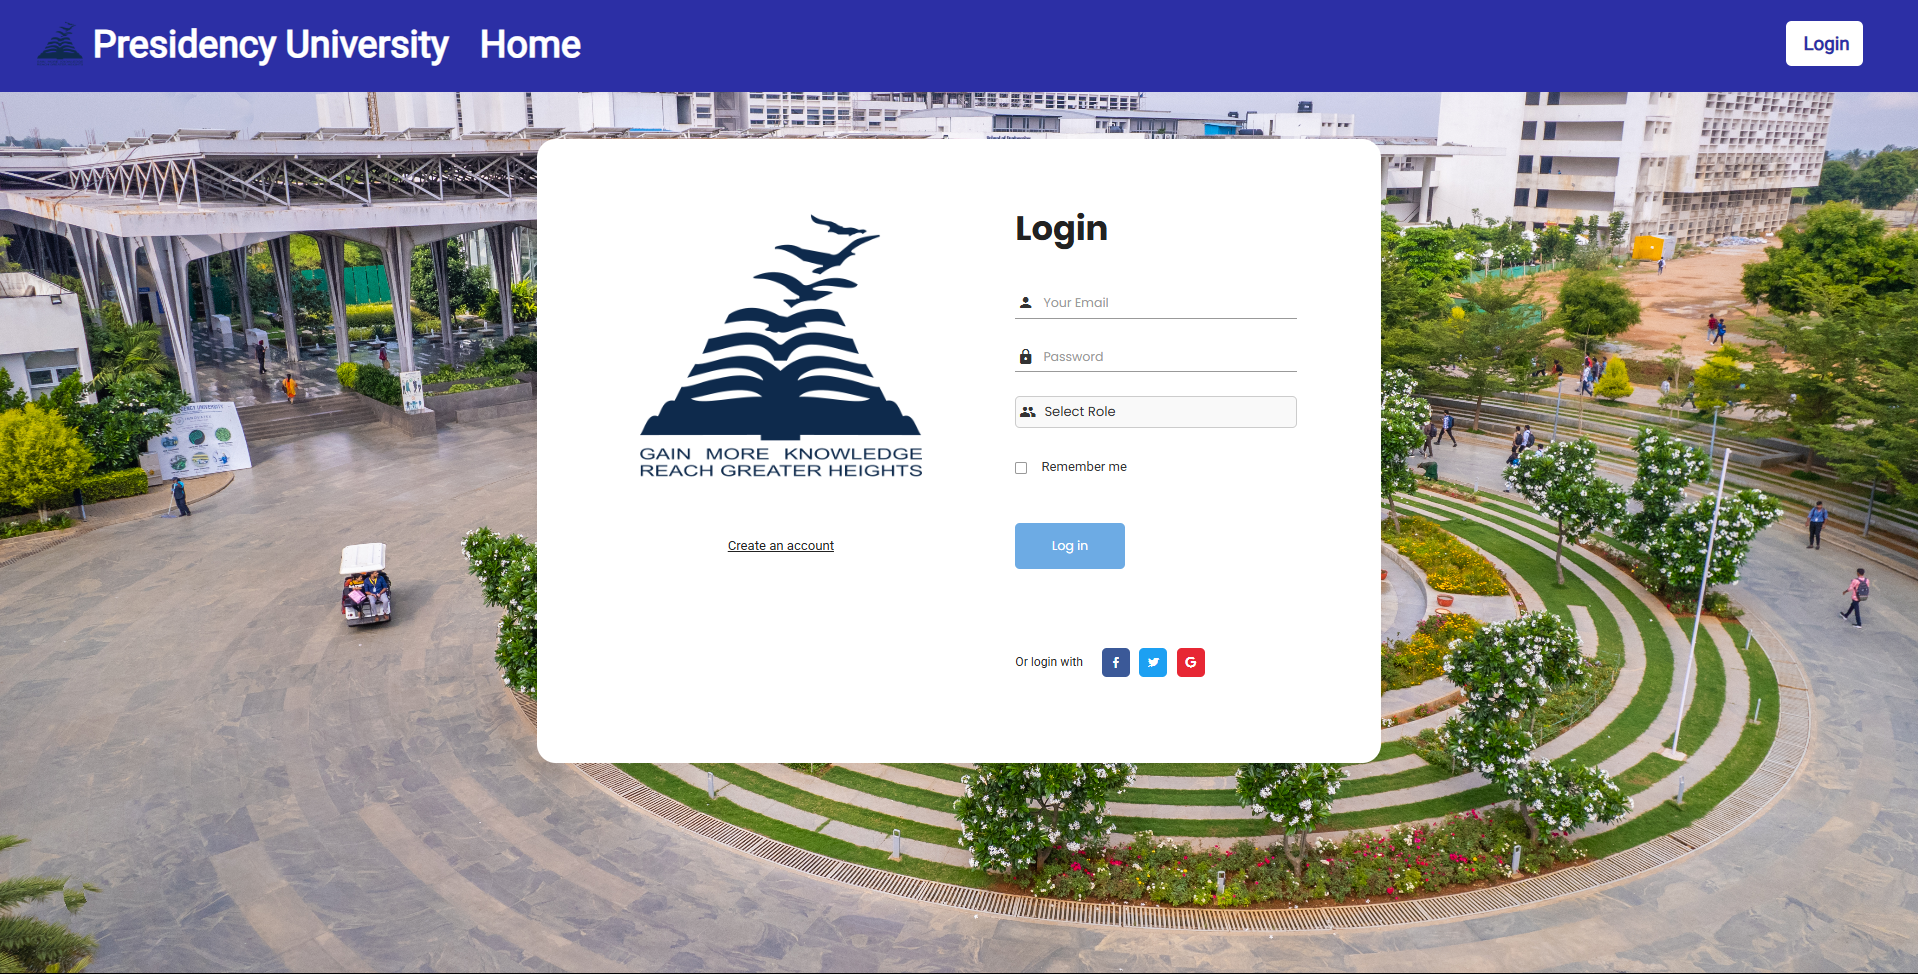 Presidency University Home
Login
GAIN MORE KNOWLEDGE
REACH GREATER HEIGHTS
Create an account
Login
Your Email
Password
Select Role
Remember me
Log in
Or login with